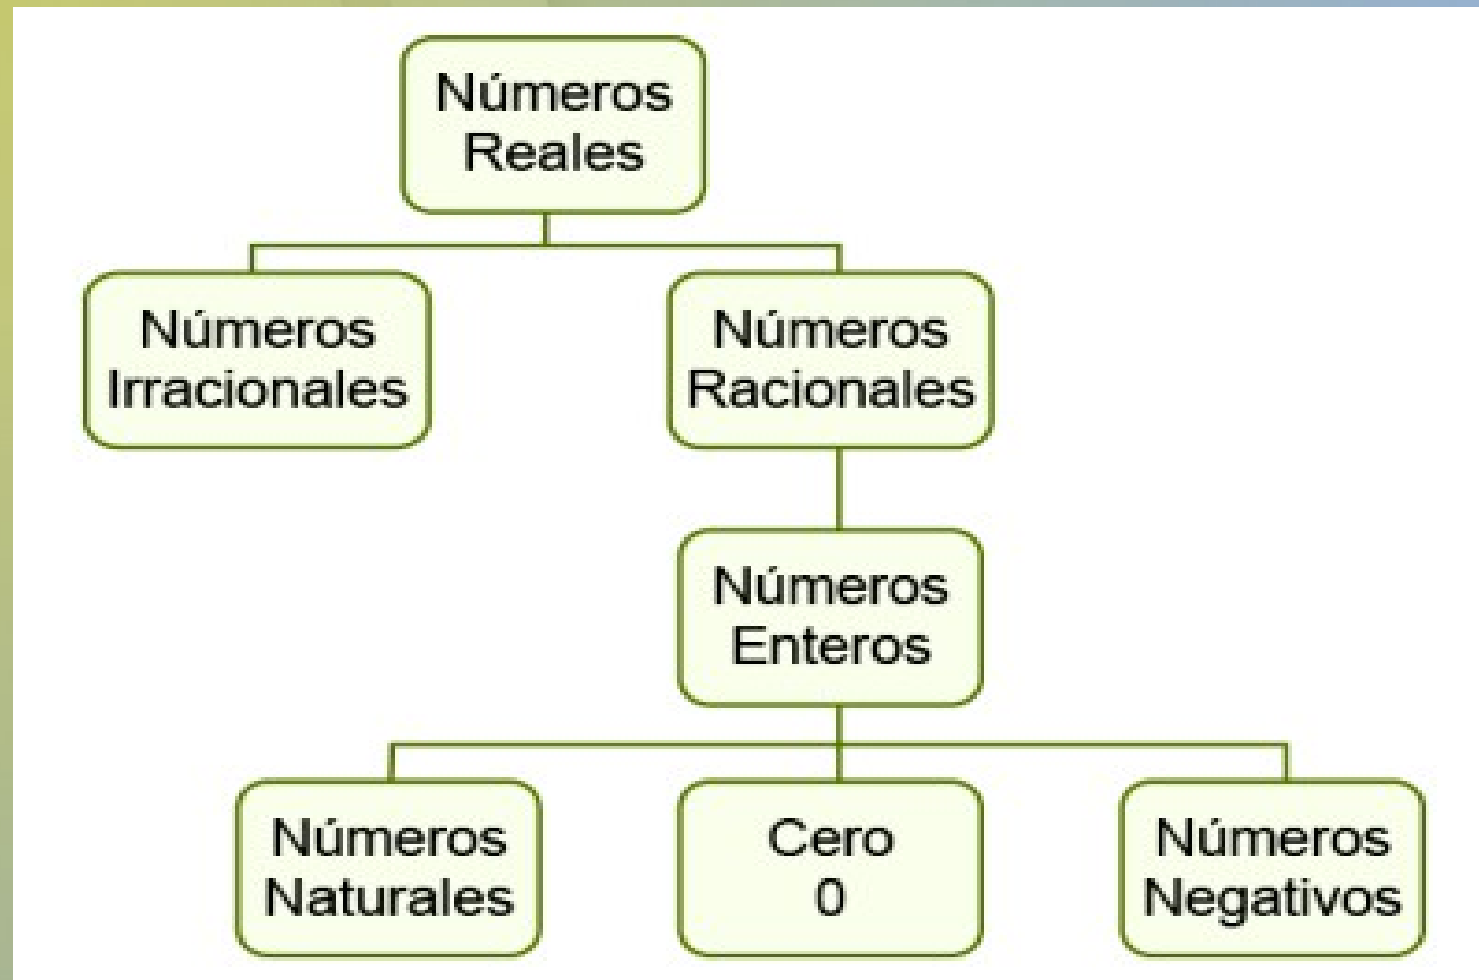 Números
Reales
Números
Irracionales
Números
Racionales
Números
Enteros
Números
Naturales
Cero
0
Números
Negativos